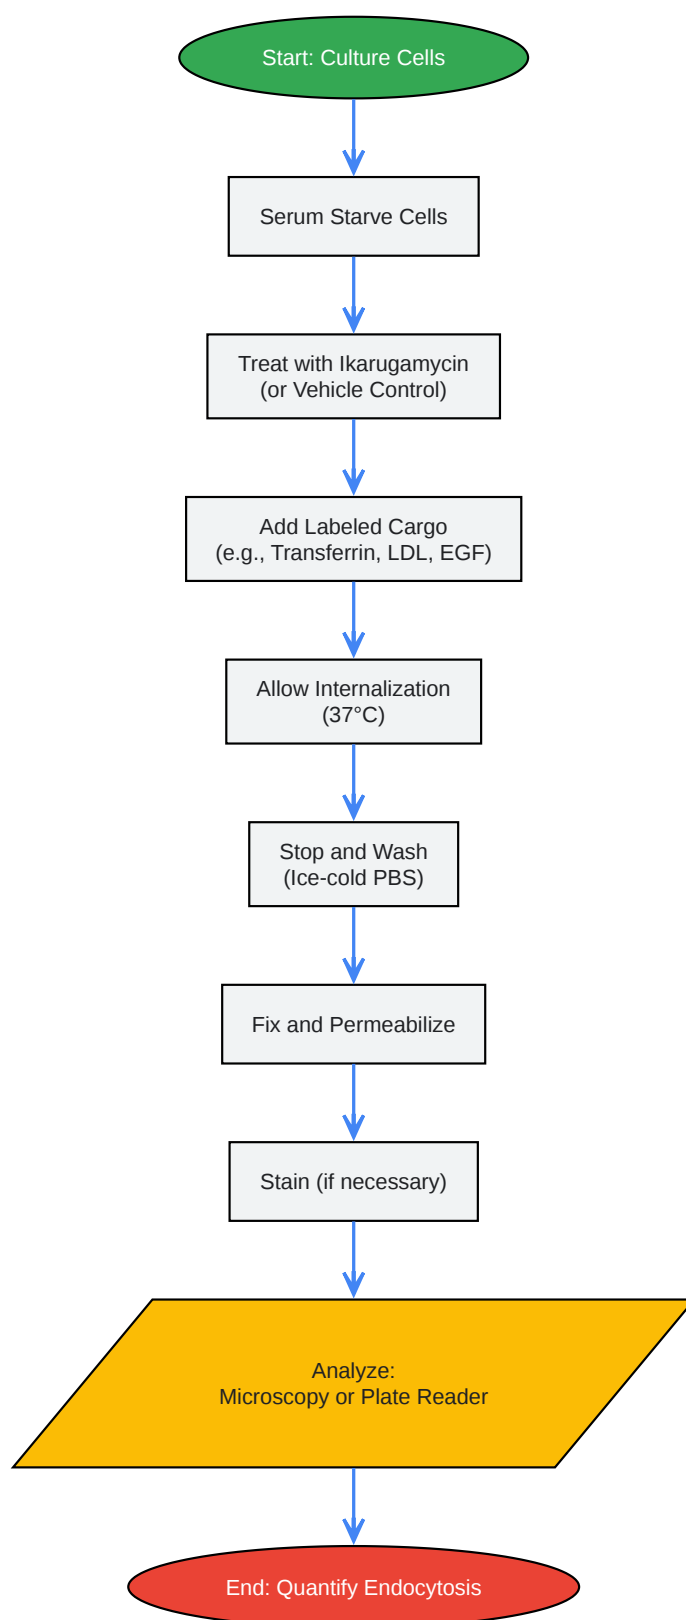 Start: Culture Cells
Serum Starve Cells
Treat with Ikarugamycin
(or Vehicle Control)
Add Labeled Cargo
(e.g., Transferrin, LDL, EGF)
Allow Internalization
(37°C)
Stop and Wash
(Ice-cold PBS)
Fix and Permeabilize
Stain (if necessary)
Analyze:
Microscopy or Plate Reader
End: Quantify Endocytosis